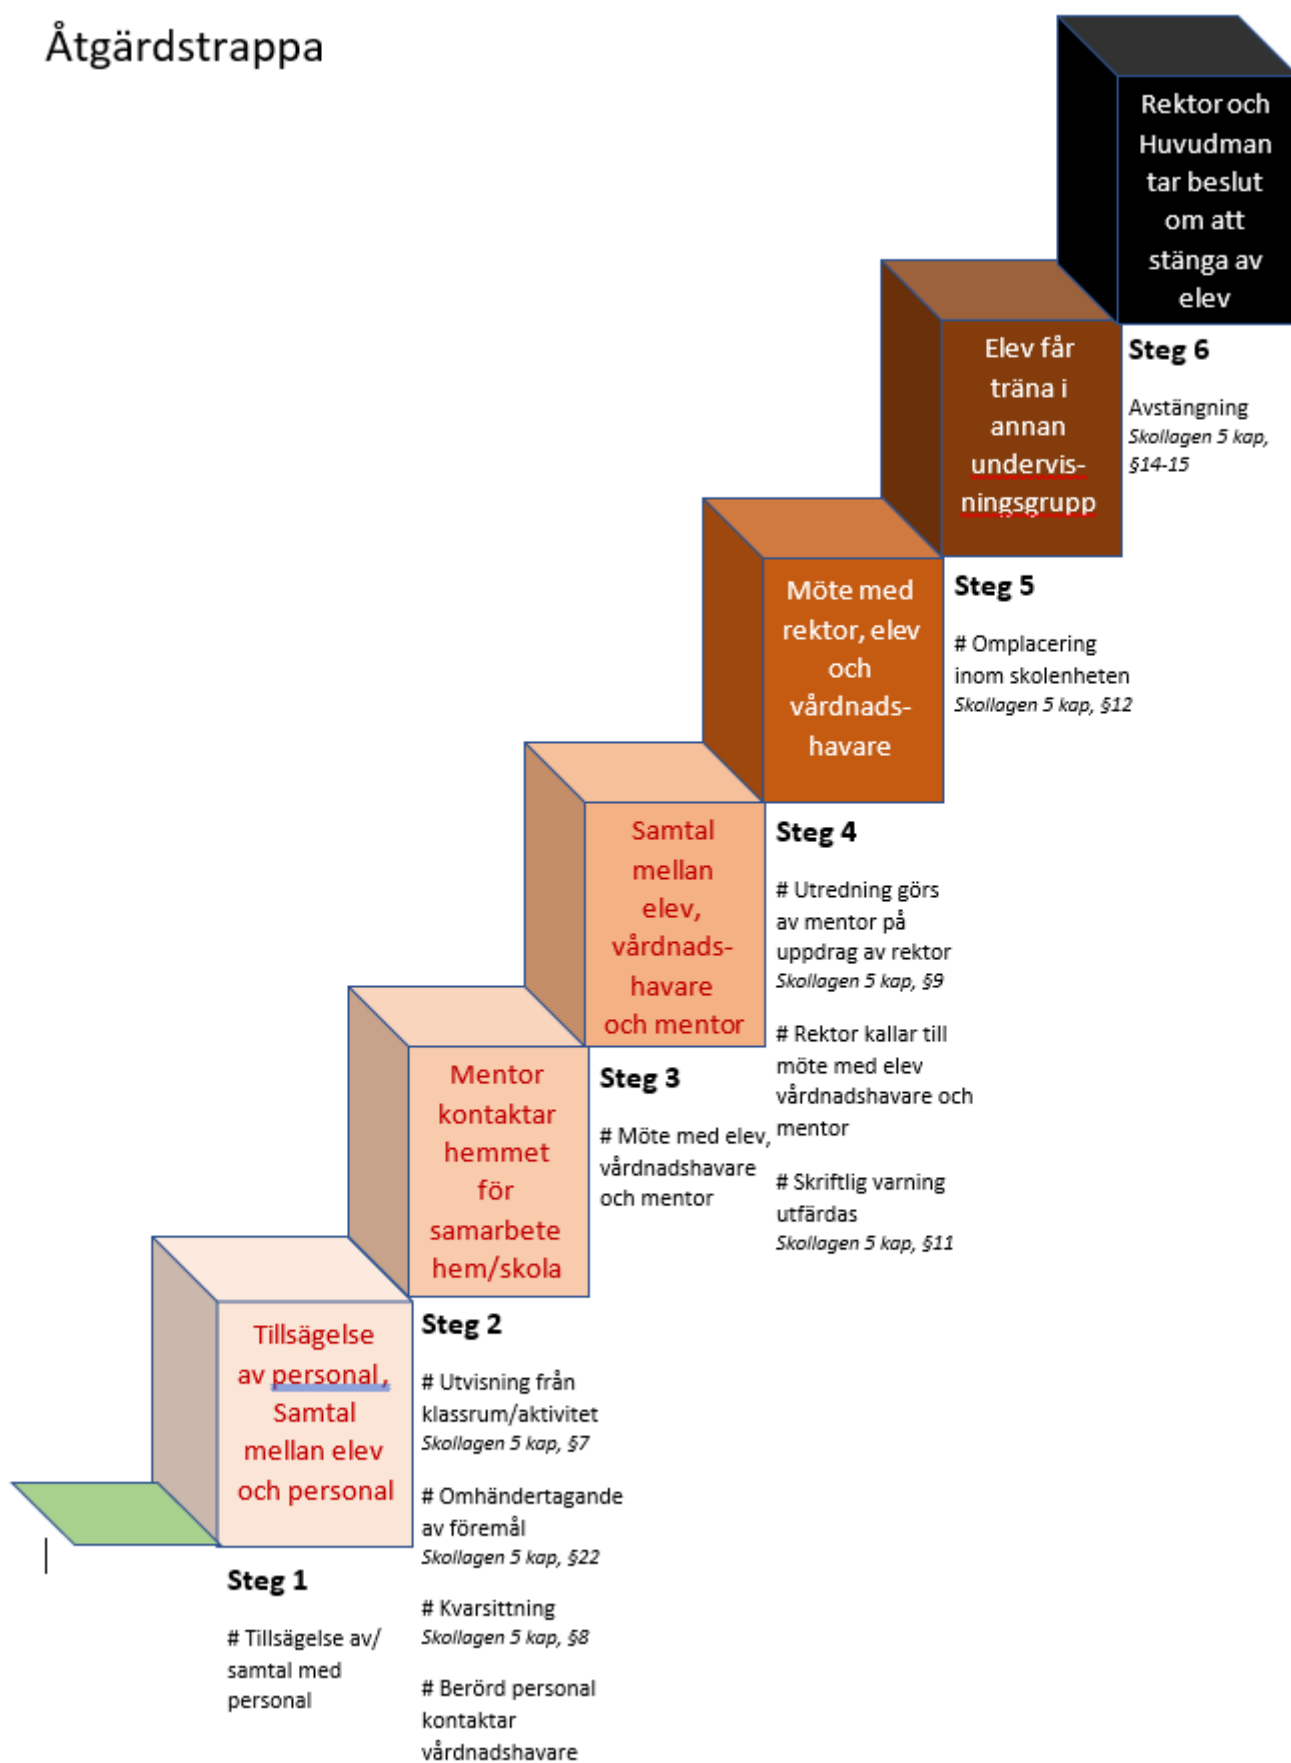 Åtgärdstrappa
Tillsägelse
av personal,
Samtal
mellan elev
och personal
Steg 1
# Tillsägelse av/
samtal med
personal
Mentor
kontaktar
hemmet
för
samarbete
hem/skola
Steg 2
# Utvisning från
klassrum/aktivitet
Skollagen 5 kap, §7
# Omhändertagande
av föremål
Skollagen 5 kap, §22
# Kvarsittning
Skollagen 5 kap, §8
# Berörd personal
kontaktar
vårdnadshavare
Samtal
mellan
elev,
vårdnads-
havare
och mentor
Steg 3
# Möte med elev,
vårdnadshavare
och mentor
Möte med
rektor, elev
och
vårdnads-
havare
Steg 4
# Utredning görs
av mentor på
uppdrag av rektor
Skollagen 5 kap, §9
# Rektor kallar till
möte med elev
vårdnadshavare och
mentor
# Skriftlig varning
utfärdas
Skollagen 5 kap, §11
Elev får
träna i
annan
undervis-
ningsgrupp
Steg 5
# Omplacering
inom skolenheten
Skollagen 5 kap, §12
Rektor och
Huvudman
tar beslut
om att
stänga av
elev
Steg 6
Avstängning
Skollagen 5 kap,
§14-15